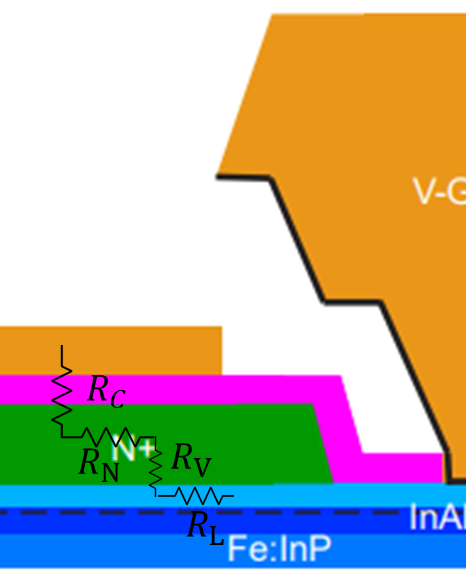 V-G
R_C
N+
R_N
R_V
R_L
InAl
Fe:InP